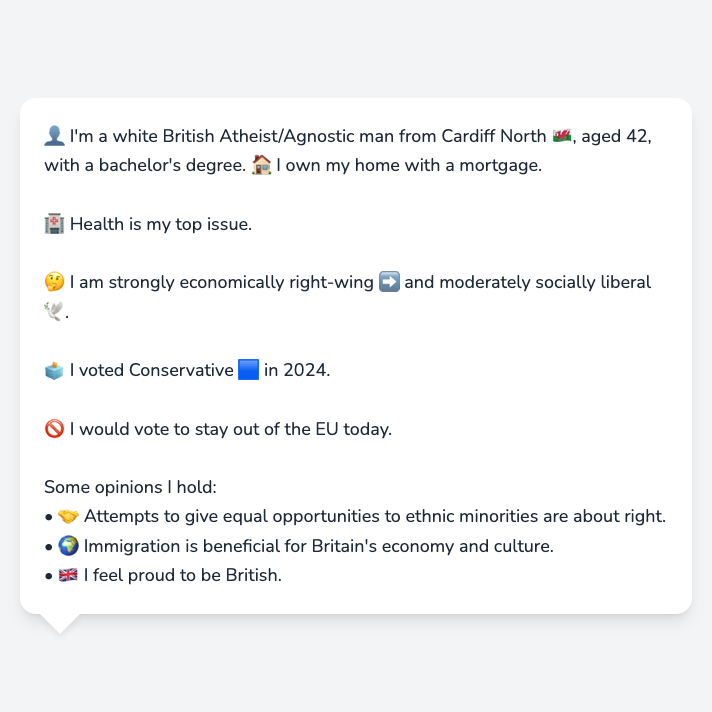 👤 I'm a white British Atheist/Agnostic man from Cardiff North 🏴󠁧󠁢󠁷󠁬󠁳󠁿, aged 42,
with a bachelor's degree. 🏠 I own my home with a mortgage.
🏥 Health is my top issue.
🤔 I am strongly economically right-wing ➡️ and moderately socially liberal
🕊️.
🗳️ I voted Conservative 🟦 in 2024.
🚫 I would vote to stay out of the EU today.
Some opinions I hold:
• 🤝 Attempts to give equal opportunities to ethnic minorities are about right.
• 🌍 Immigration is beneficial for Britain's economy and culture.
• 🇬🇧 I feel proud to be British.